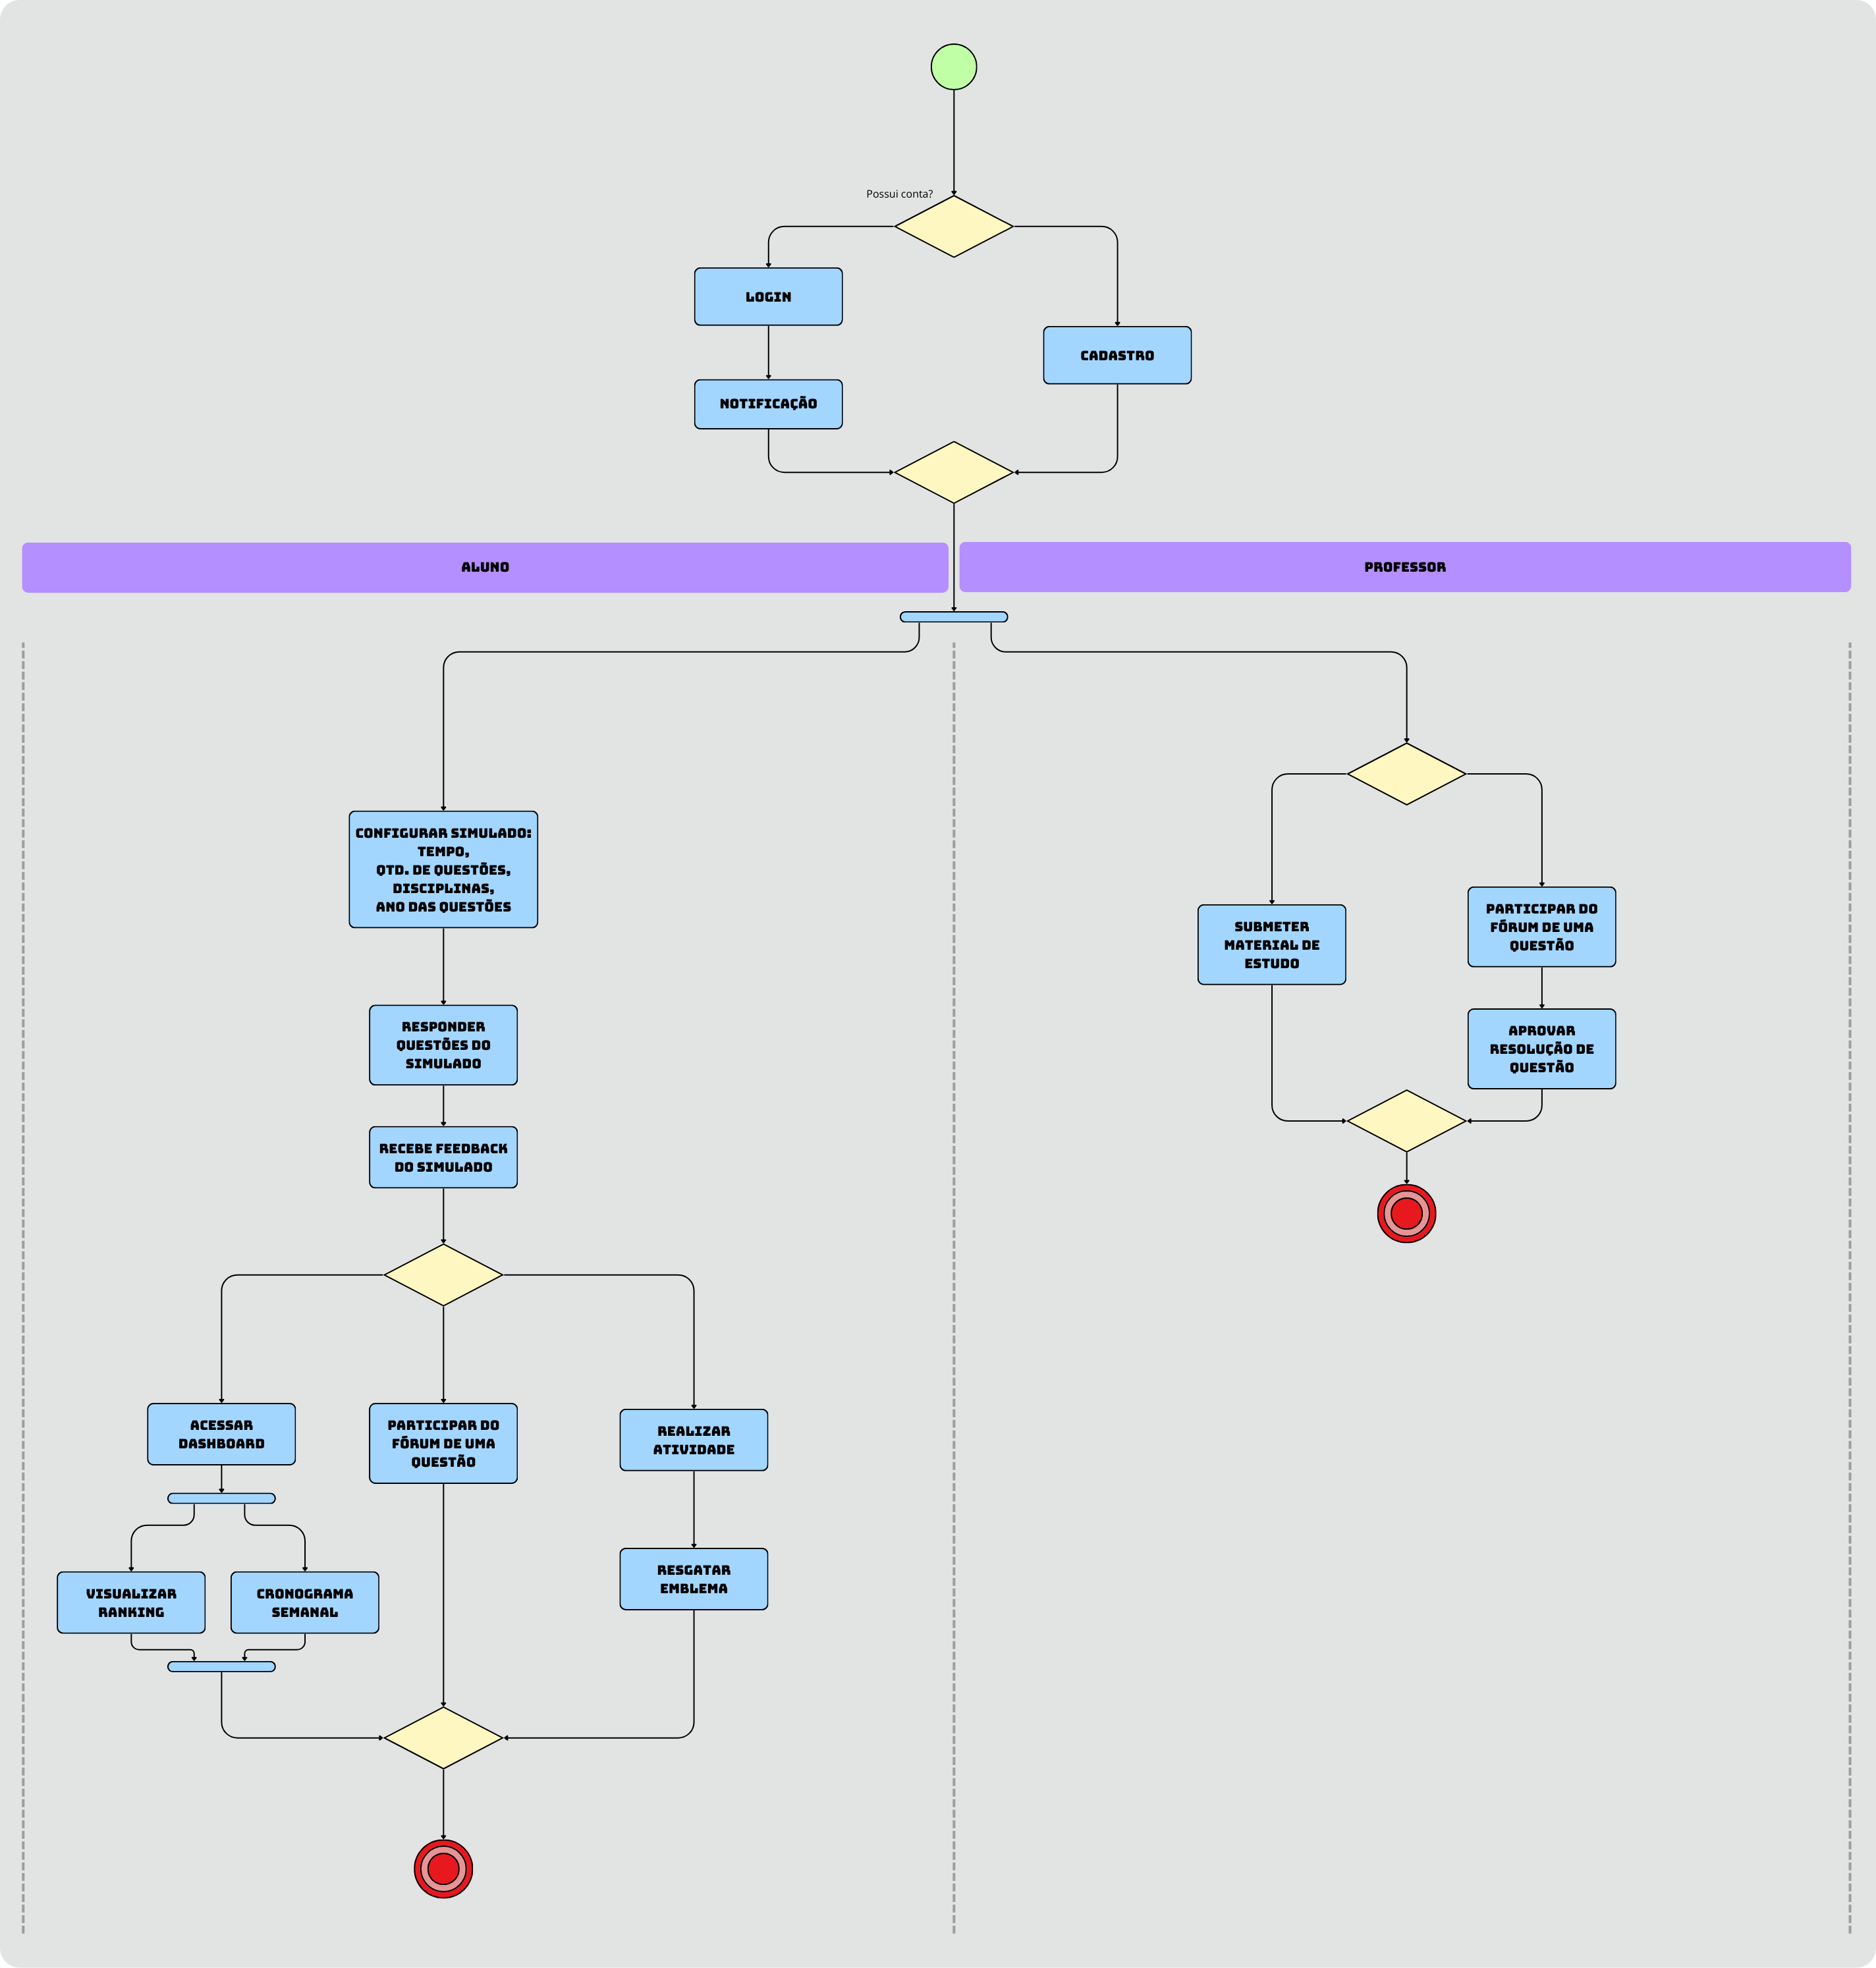 Possui conta?
LOGIN
CADASTRO
NOTIFICAÇÃO
ALUNO
PROFESSOR
CONFIGURAR SIMULADO:
TEMPO,
QTD. DE QUESTÕES,
DISCIPLINAS,
ANO DAS QUESTÕES
SUBMETER
MATERIAL DE
ESTUDO
PARTICIPAR DO
FÓRUM DE UMA
QUESTÃO
RESPONDER
QUESTÕES DO
SIMULADO
APROVAR
RESOLUÇÃO DE
QUESTÃO
RECEBE FEEDBACK
DO SIMULADO
ACESSAR
DASHBOARD
PARTICIPAR DO
FÓRUM DE UMA
QUESTÃO
REALIZAR
ATIVIDADE
VISUALIZAR
RANKING
CRONOGRAMA
SEMANAL
RESGATAR
EMBLEMA